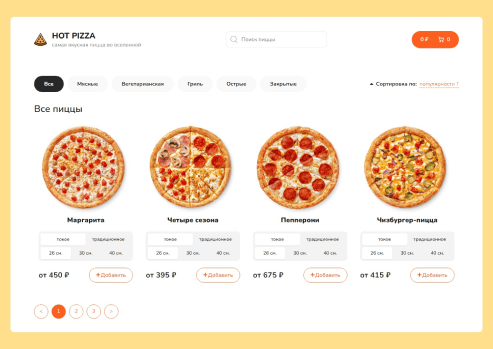 HOT PIZZA
самая вкусная пицца во вселенной
Поиск пиццы
0 ₽ 0
Все Мясные Вегетарианская Гриль Острые Закрытые
Сортировка по: популярности ↑
Все пиццы
Маргарита Четыре сезона Пепперони Чизбургер-пицца
тонкое традиционное тонкое традиционное тонкое традиционное тонкое традиционное
26 см. 30 см. 40 см. 26 см. 30 см. 40 см. 26 см. 30 см. 40 см. 26 см. 30 см. 40 см.
от 450 ₽ +Добавить от 395 ₽ +Добавить от 675 ₽ +Добавить от 415 ₽ +Добавить
< 1 2 3 >